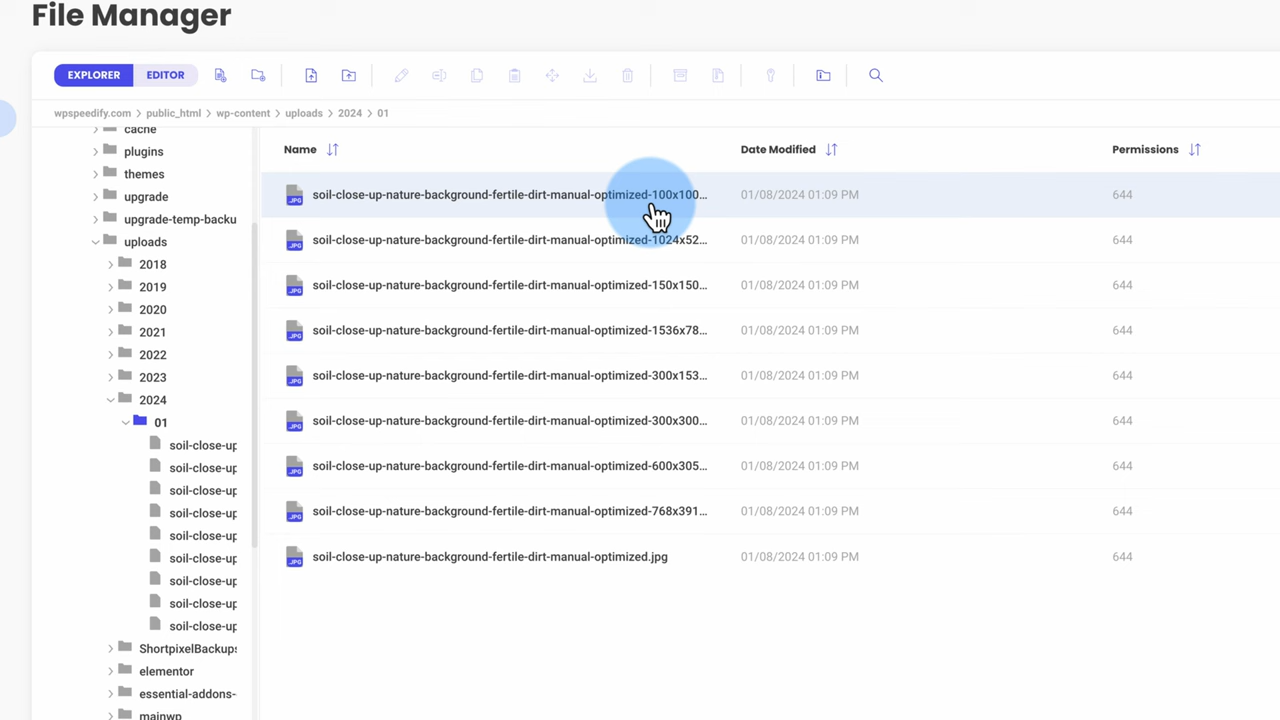 File Manager
EXPLORER EDITOR
wpspeedify.com > public_html > wp-content > uploads > 2024 > 01
cache
plugins
themes
upgrade
upgrade-temp-backu
uploads
2018
2019
2020
2021
2022
2023
2024
01
soil-close-up
soil-close-up
soil-close-up
soil-close-up
soil-close-up
soil-close-up
soil-close-up
soil-close-up
soil-close-up
ShortpixelBackups
elementor
essential-addons-
mainwp
Name Date Modified Permissions
JPG soil-close-up-nature-background-fertile-dirt-manual-optimized-100x100... 01/08/2024 01:09 PM 644
JPG soil-close-up-nature-background-fertile-dirt-manual-optimized-1024x52... 01/08/2024 01:09 PM 644
JPG soil-close-up-nature-background-fertile-dirt-manual-optimized-150x150... 01/08/2024 01:09 PM 644
JPG soil-close-up-nature-background-fertile-dirt-manual-optimized-1536x78... 01/08/2024 01:09 PM 644
JPG soil-close-up-nature-background-fertile-dirt-manual-optimized-300x153... 01/08/2024 01:09 PM 644
JPG soil-close-up-nature-background-fertile-dirt-manual-optimized-300x300... 01/08/2024 01:09 PM 644
JPG soil-close-up-nature-background-fertile-dirt-manual-optimized-600x305... 01/08/2024 01:09 PM 644
JPG soil-close-up-nature-background-fertile-dirt-manual-optimized-768x391... 01/08/2024 01:09 PM 644
JPG soil-close-up-nature-background-fertile-dirt-manual-optimized.jpg 01/08/2024 01:09 PM 644